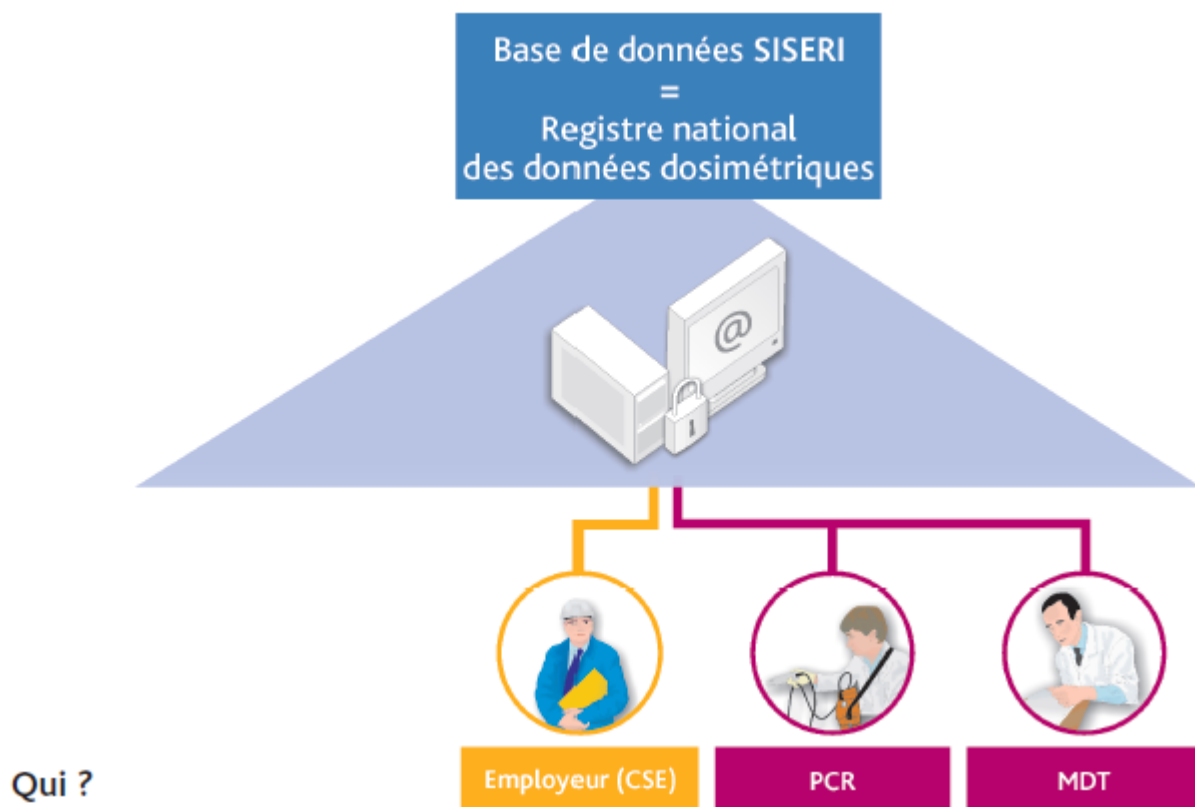 Base de données SISERI
=
Registre national
des données dosimétriques
@
Qui ?
Employeur (CSE)
PCR
MDT